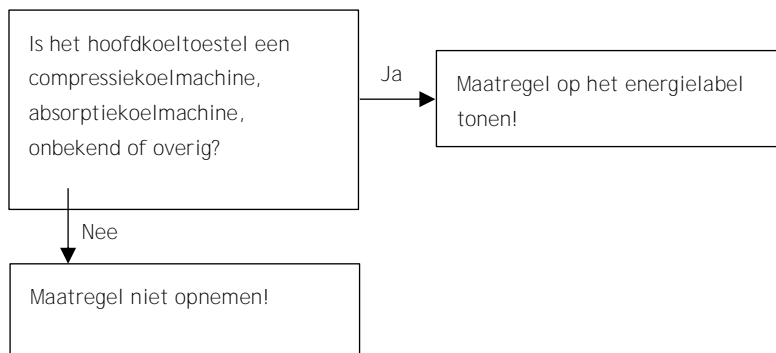 Is het hoofdkoeltoestel een
compressiekoelmachine,
absorptiekoelmachine,
onbekend of overig?
Ja
Maatregel op het energielabel
tonen!
Nee
Maatregel niet opnemen!